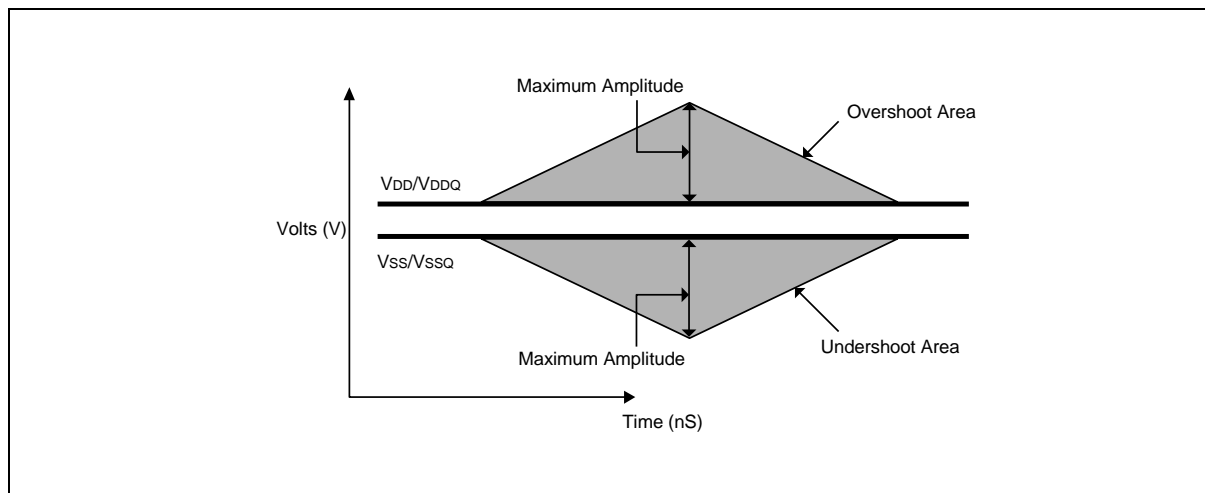 Maximum Amplitude
Overshoot Area
VDD/VDDQ
Volts (V)
VSS/VSSQ
Maximum Amplitude
Undershoot Area
Time (nS)